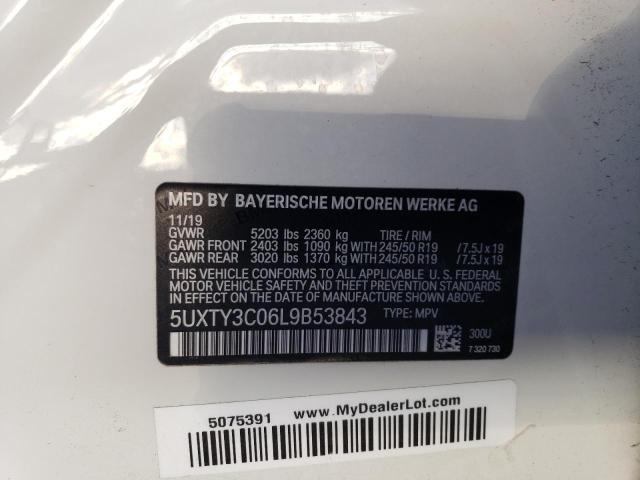 MFD BY BAYERISCHE MOTOREN WERKE AG
11/19
GVWR 5203 lbs 2360 kg TIRE / RIM
GAWR FRONT 2403 lbs 1090 kg WITH 245/50 R19 / 7.5J x 19
GAWR REAR 3020 lbs 1370 kg WITH 245/50 R19 / 7.5J x 19
THIS VEHICLE CONFORMS TO ALL APPLICABLE U. S. FEDERAL
MOTOR VEHICLE SAFETY AND THEFT PREVENTION STANDARDS
IN EFFECT ON THE DATE OF MANUFACTURE SHOWN ABOVE.
5UXTY3C06L9B53843 TYPE: MPV
300U
7 320 730
5075391 www.MyDealerLot.com